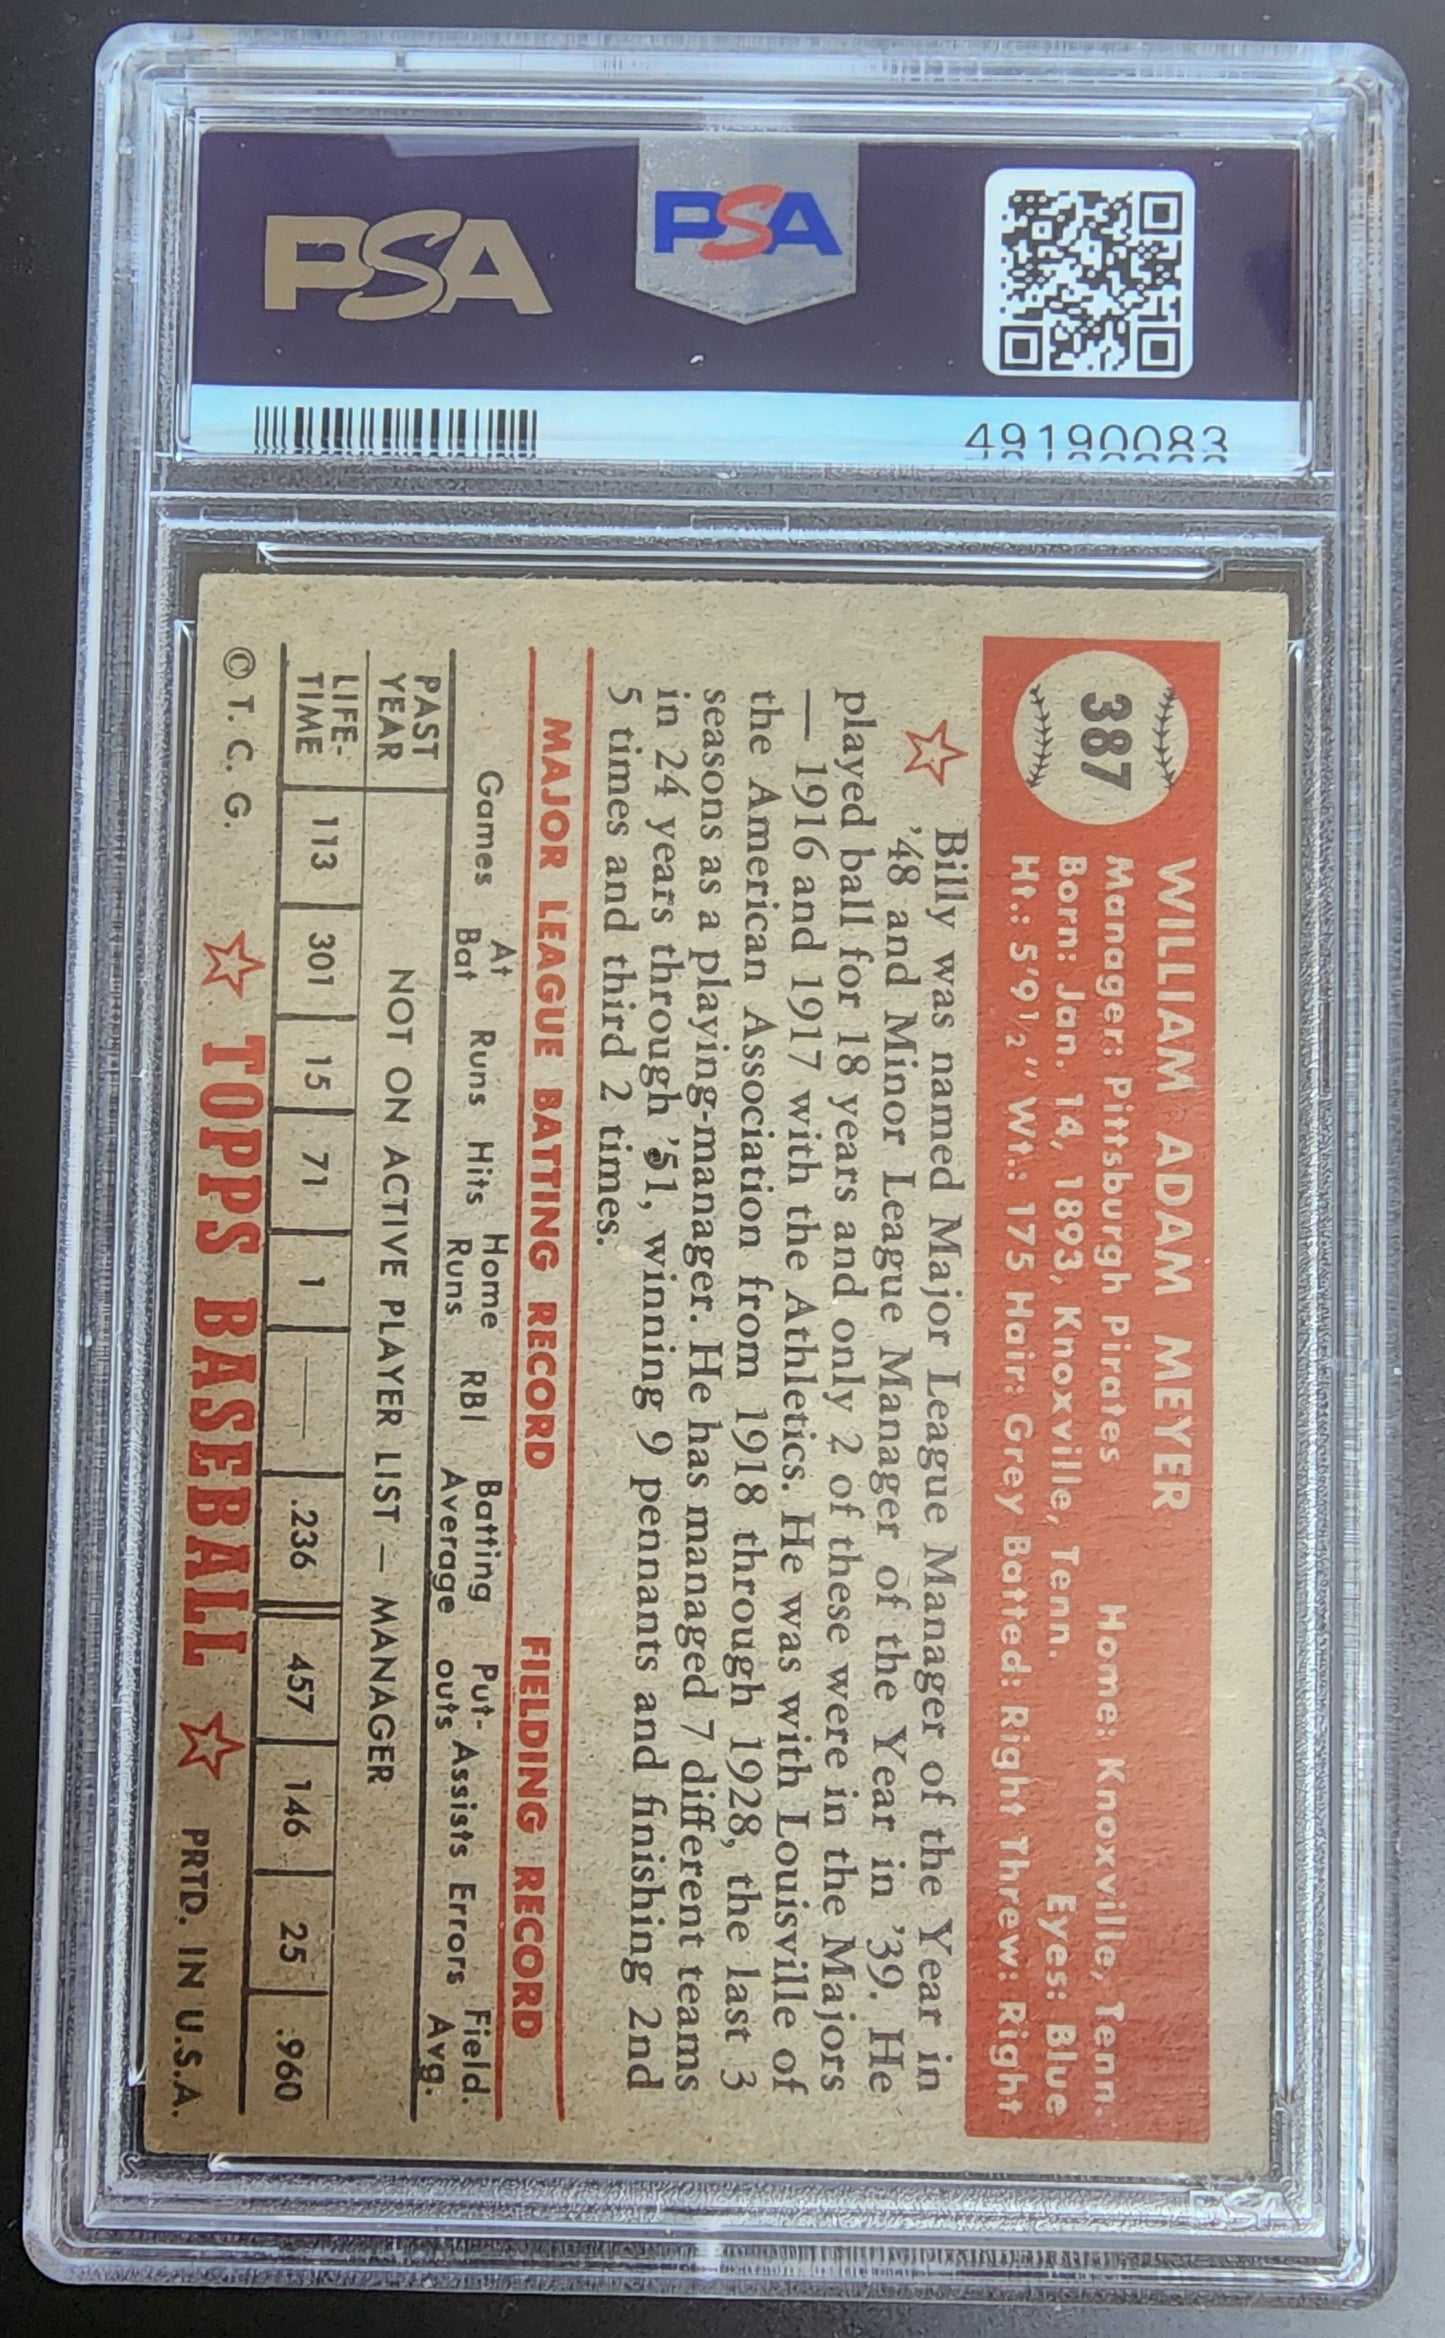 PSA
PSA
49190083
387
WILLIAM ADAM MEYER
Manager: Pittsburgh Pirates Home: Knoxville, Tenn.
Born: Jan. 14, 1893, Knoxville, Tenn. Eyes: Blue
Ht.: 5'9½" Wt.: 175 Hair: Grey Batted: Right Threw: Right
Billy was named Major League Manager of the Year in
'48 and Minor League Manager of the Year in '39. He
played ball for 18 years and only 2 of these were in the Majors
— 1916 and 1917 with the Athletics. He was with Louisville of
the American Association from 1918 through 1928, the last 3
seasons as a playing-manager. He has managed 7 different teams
in 24 years through '51, winning 9 pennants and finishing 2nd
5 times and third 2 times.
MAJOR LEAGUE BATTING RECORD FIELDING RECORD
Games At Bat Runs Hits Home Runs RBI Batting Average Put-outs Assists Errors Field. Avg.
PAST YEAR NOT ON ACTIVE PLAYER LIST — MANAGER
LIFE-TIME 113 301 15 71 1 — .236 457 146 25 .960
© T. C. G. TOPPS BASEBALL PRTD. IN U.S.A.
PSA